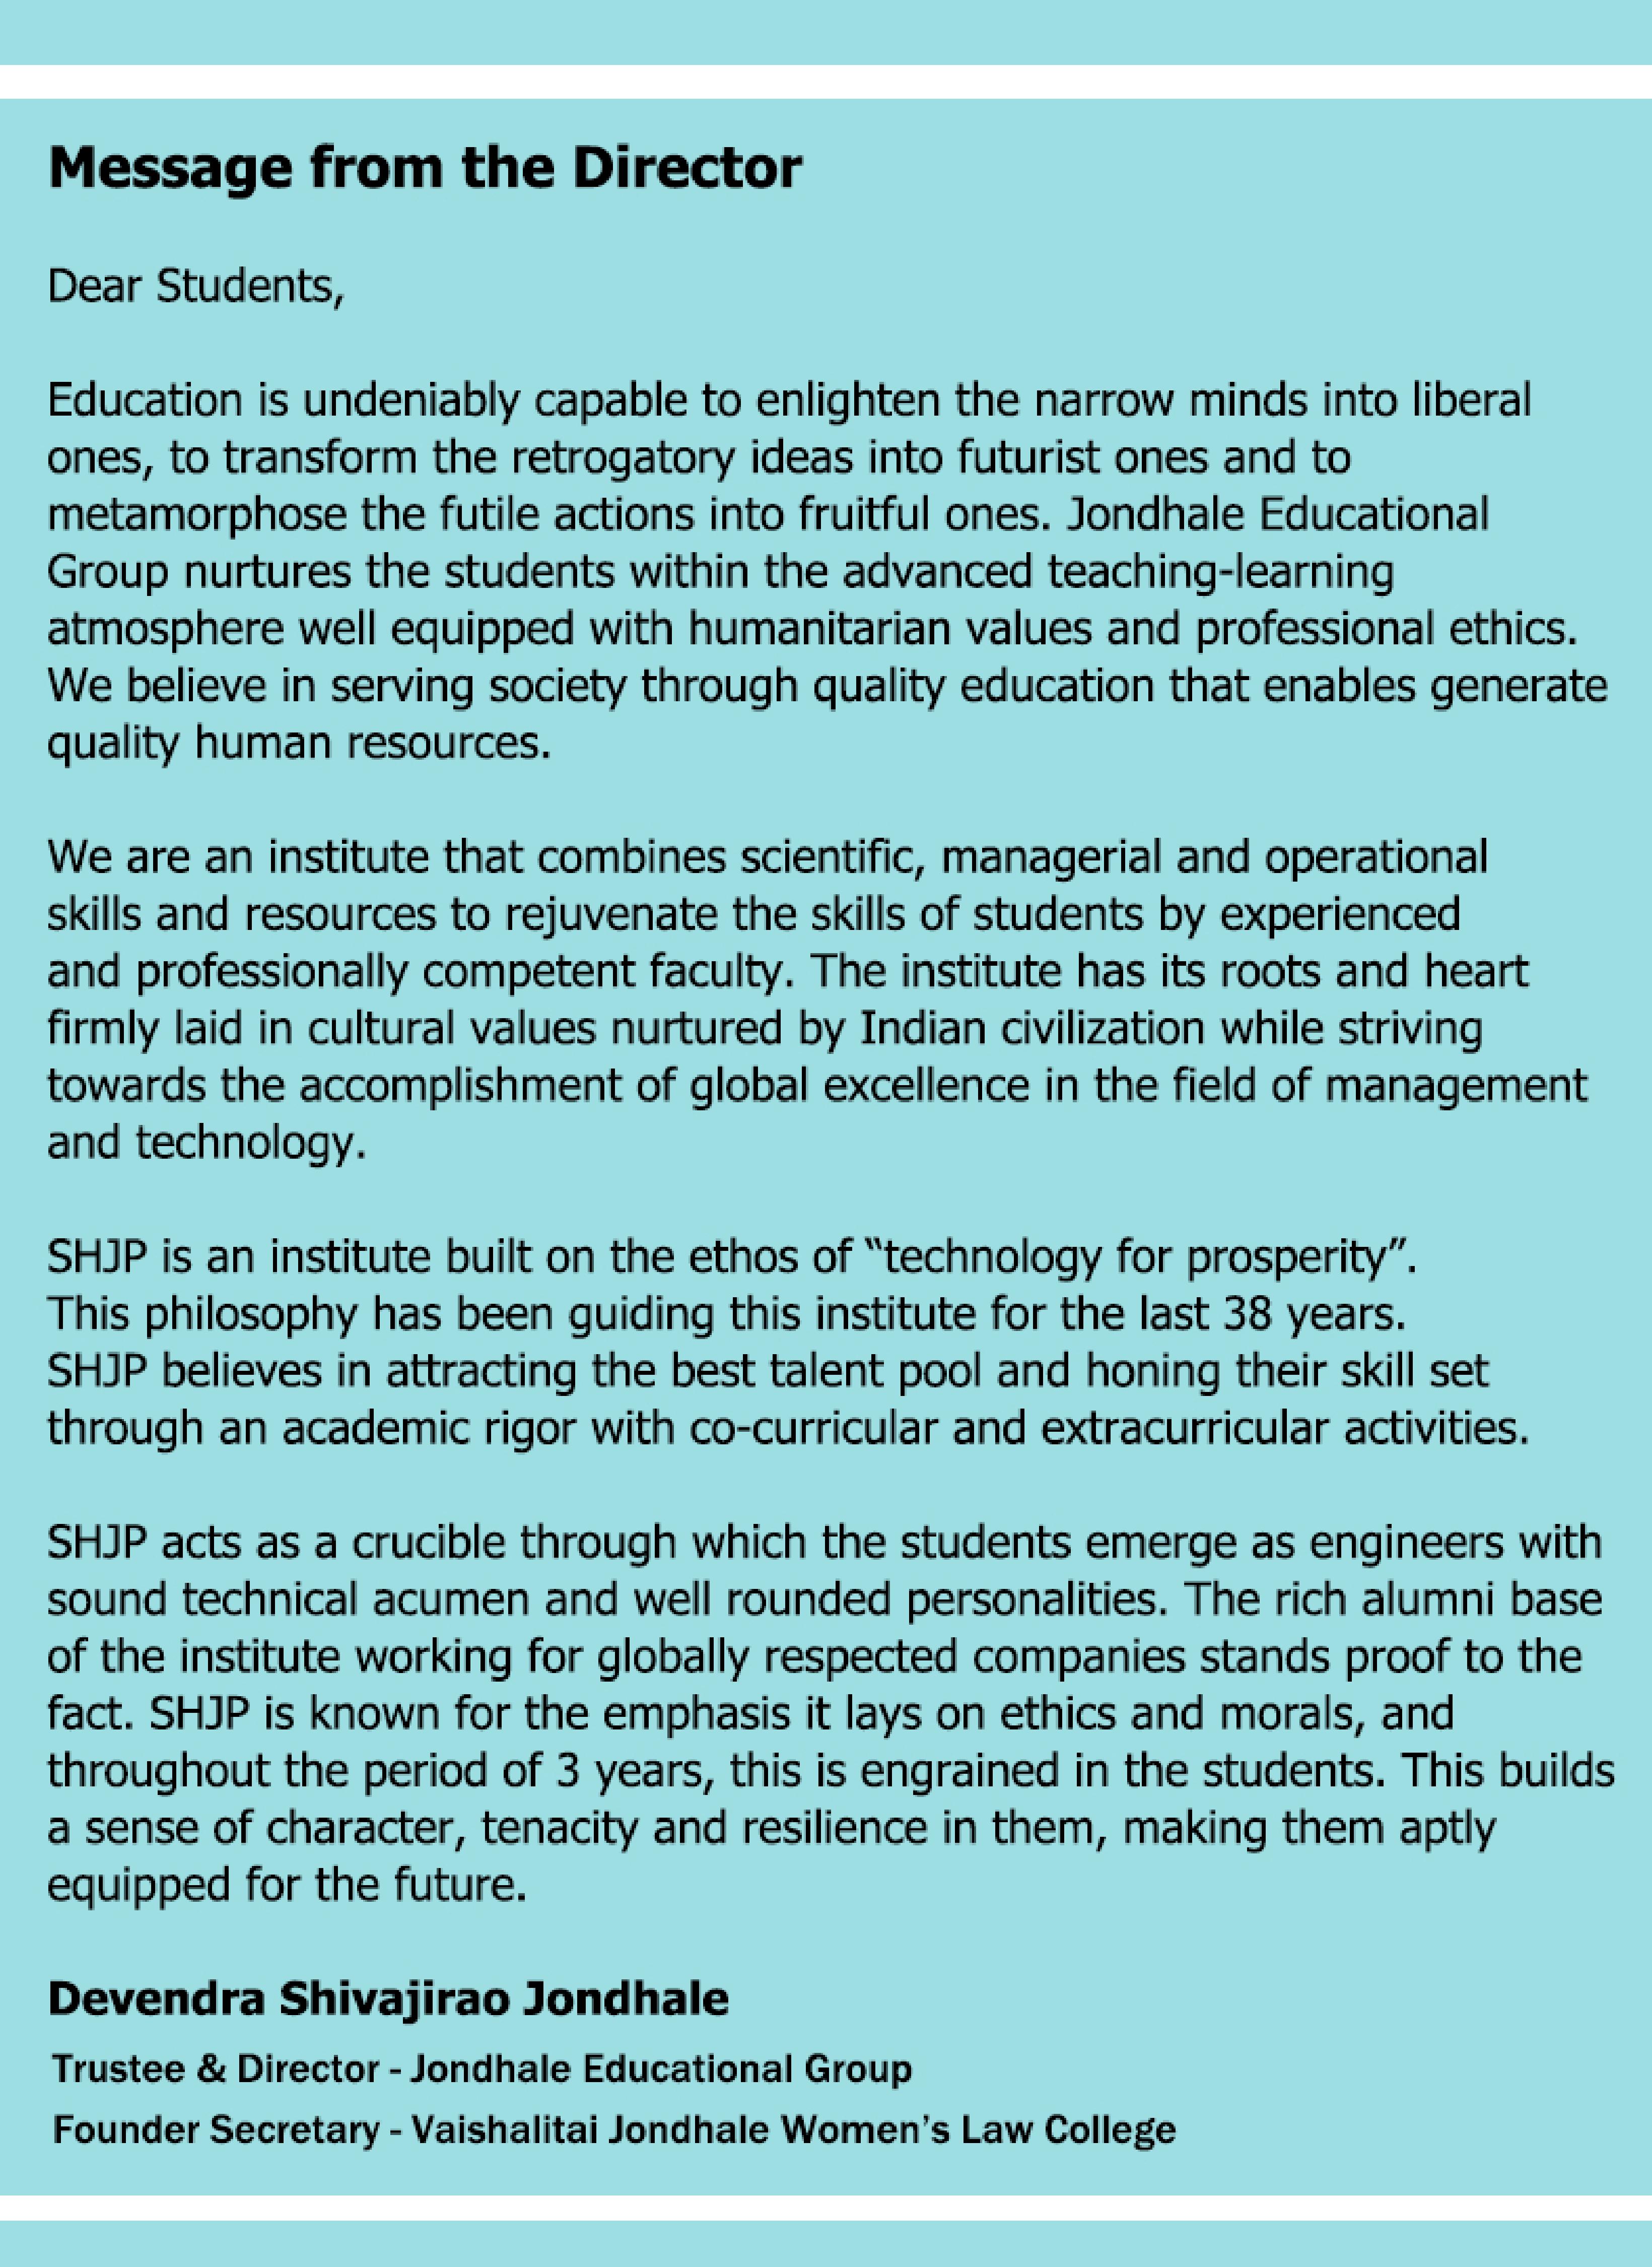 Message from the Director
Dear Students,
Education is undeniably capable to enlighten the narrow minds into liberal
ones, to transform the retrogatory ideas into futurist ones and to
metamorphose the futile actions into fruitful ones. Jondhale Educational
Group nurtures the students within the advanced teaching-learning
atmosphere well equipped with humanitarian values and professional ethics.
We believe in serving society through quality education that enables generate
quality human resources.
We are an institute that combines scientific, managerial and operational
skills and resources to rejuvenate the skills of students by experienced
and professionally competent faculty. The institute has its roots and heart
firmly laid in cultural values nurtured by Indian civilization while striving
towards the accomplishment of global excellence in the field of management
and technology.
SHJP is an institute built on the ethos of “technology for prosperity”.
This philosophy has been guiding this institute for the last 38 years.
SHJP believes in attracting the best talent pool and honing their skill set
through an academic rigor with co-curricular and extracurricular activities.
SHJP acts as a crucible through which the students emerge as engineers with
sound technical acumen and well rounded personalities. The rich alumni base
of the institute working for globally respected companies stands proof to the
fact. SHJP is known for the emphasis it lays on ethics and morals, and
throughout the period of 3 years, this is engrained in the students. This builds
a sense of character, tenacity and resilience in them, making them aptly
equipped for the future.
Devendra Shivajirao Jondhale
Trustee & Director - Jondhale Educational Group
Founder Secretary - Vaishalitai Jondhale Women’s Law College